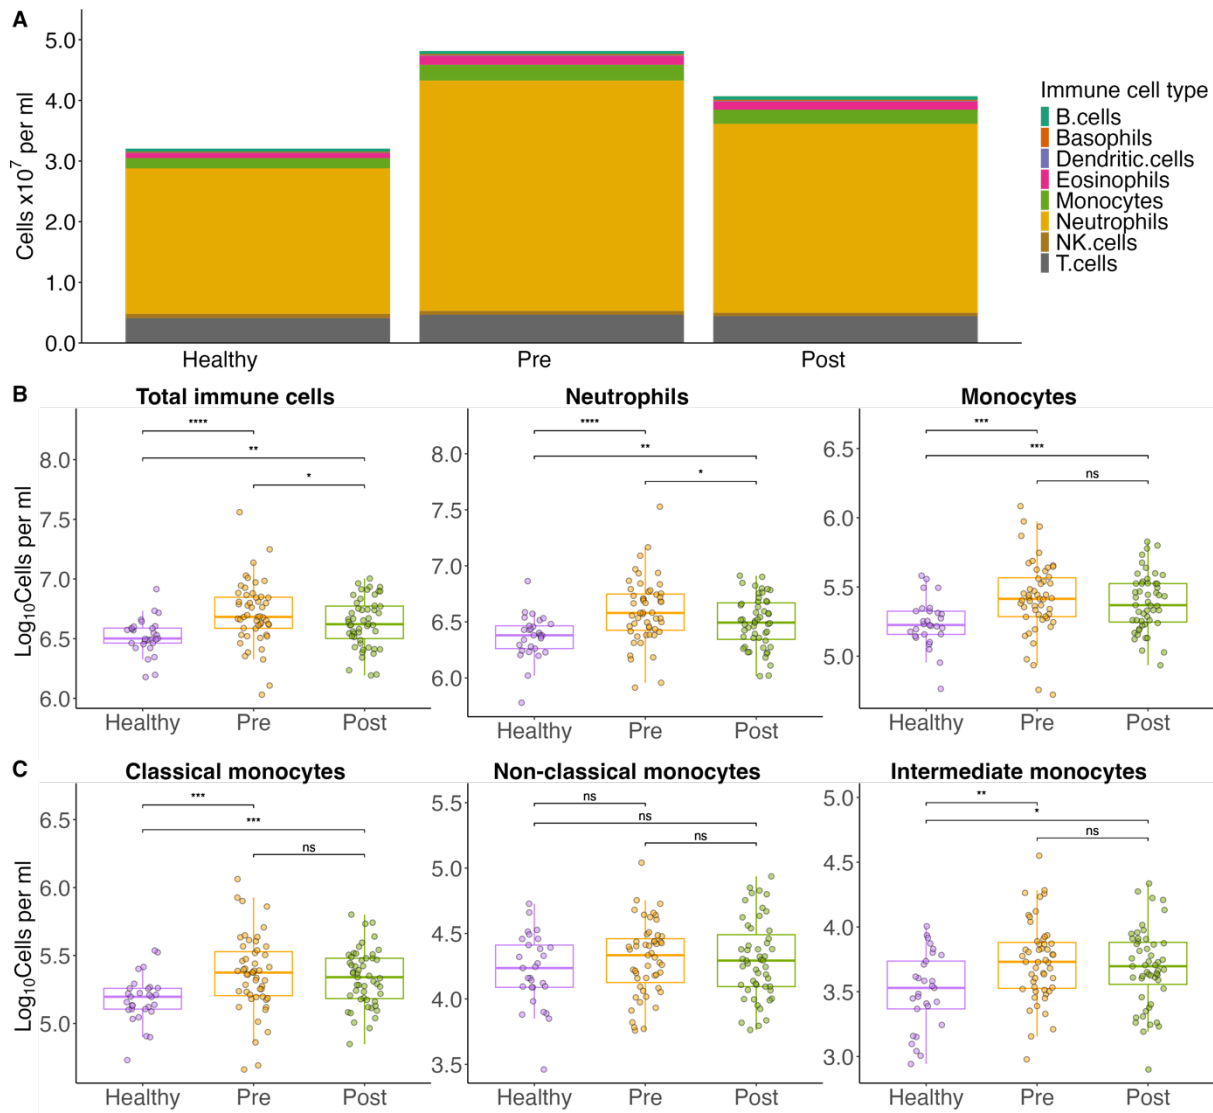 A
Cells x10⁷ per ml
5.0
4.0
3.0
2.0
1.0
0.0
Healthy Pre Post
Immune cell type
B.cells
Basophils
Dendritic.cells
Eosinophils
Monocytes
Neutrophils
NK.cells
T.cells
B
Total immune cells
Log₁₀Cells per ml
****
**
*
8.0
7.5
7.0
6.5
6.0
Healthy Pre Post
Neutrophils
****
**
*
8.0
7.5
7.0
6.5
6.0
Healthy Pre Post
Monocytes
***
***
ns
6.5
6.0
5.5
5.0
Healthy Pre Post
C
Classical monocytes
Log₁₀Cells per ml
***
***
ns
6.5
6.0
5.5
5.0
Healthy Pre Post
Non-classical monocytes
ns
ns
ns
5.5
5.0
4.5
4.0
3.5
Healthy Pre Post
Intermediate monocytes
**
*
ns
5.0
4.5
4.0
3.5
3.0
Healthy Pre Post